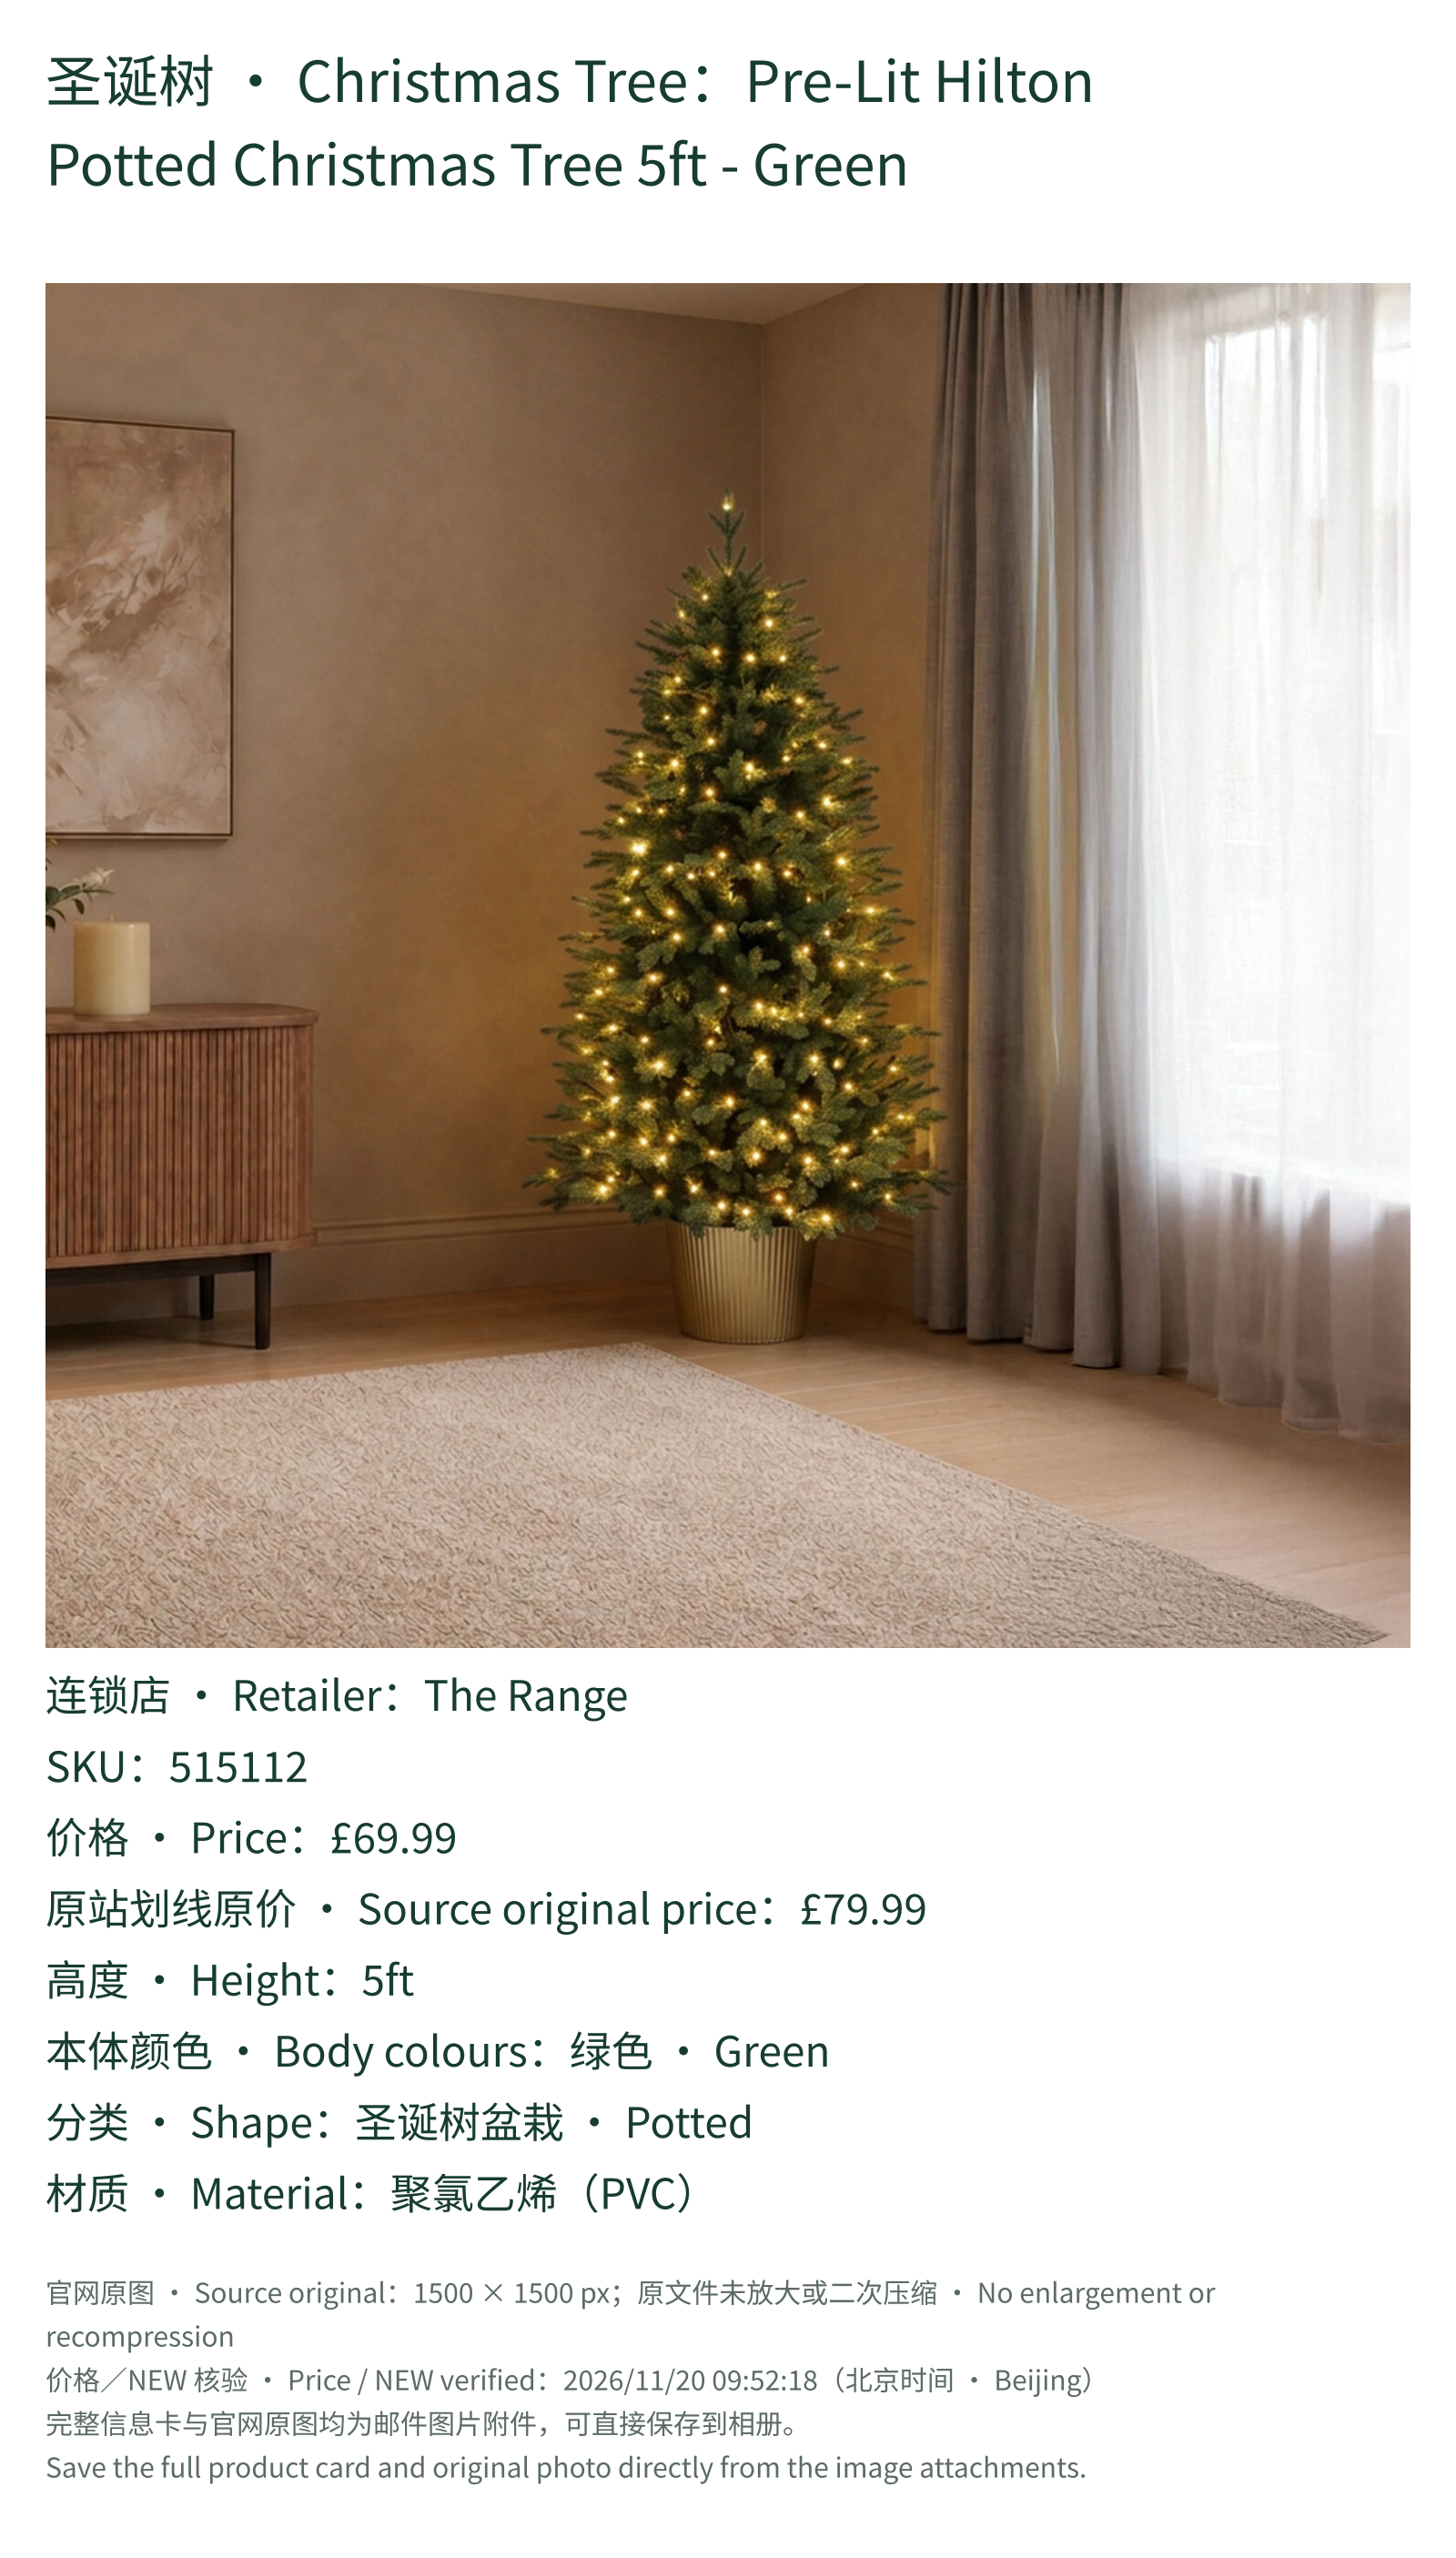 圣诞树 · Christmas Tree：Pre-Lit Hilton
Potted Christmas Tree 5ft - Green
连锁店 · Retailer：The Range
SKU：515112
价格 · Price：£69.99
原站划线原价 · Source original price：£79.99
高度 · Height：5ft
本体颜色 · Body colours：绿色 · Green
分类 · Shape：圣诞树盆栽 · Potted
材质 · Material：聚氯乙烯（PVC）
官网原图 · Source original：1500 × 1500 px；原文件未放大或二次压缩 · No enlargement or
recompression
价格／NEW 核验 · Price / NEW verified：2026/11/20 09:52:18（北京时间 · Beijing）
完整信息卡与官网原图均为邮件图片附件，可直接保存到相册。
Save the full product card and original photo directly from the image attachments.